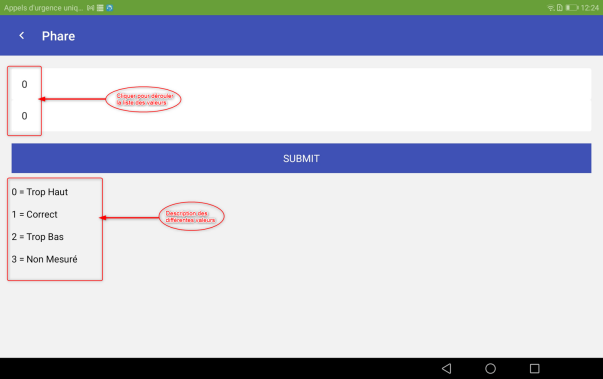 Appels d'urgence uniq...
12:24
Phare
0
Cliquer pour dérouler
la liste des valeurs
0
SUBMIT
0 = Trop Haut
1 = Correct
Description des
différentes valeurs
2 = Trop Bas
3 = Non Mesuré